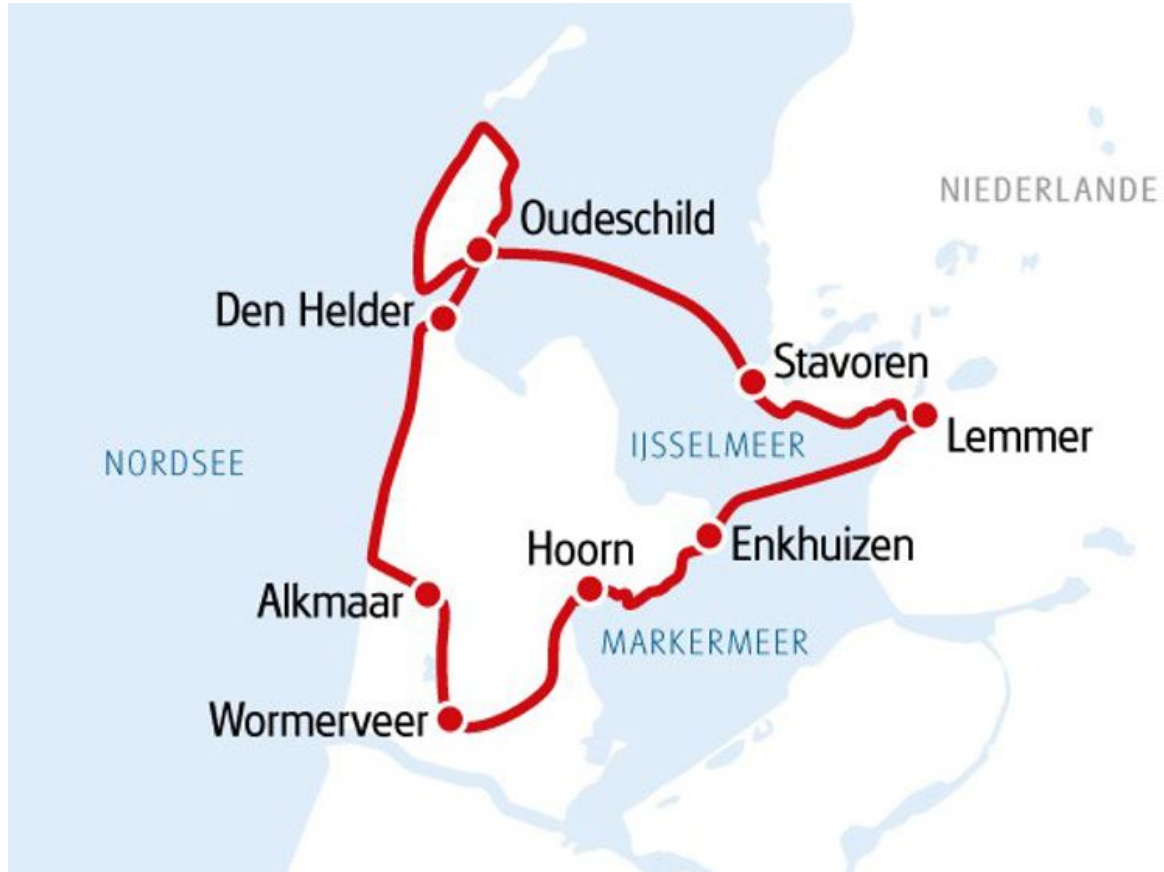 NIEDERLANDE
Oudeschild
Den Helder
Stavoren
Lemmer
IJSSELMEER
NORDSEE
Enkhuizen
Hoorn
Alkmaar
MARKERMEER
Wormerveer